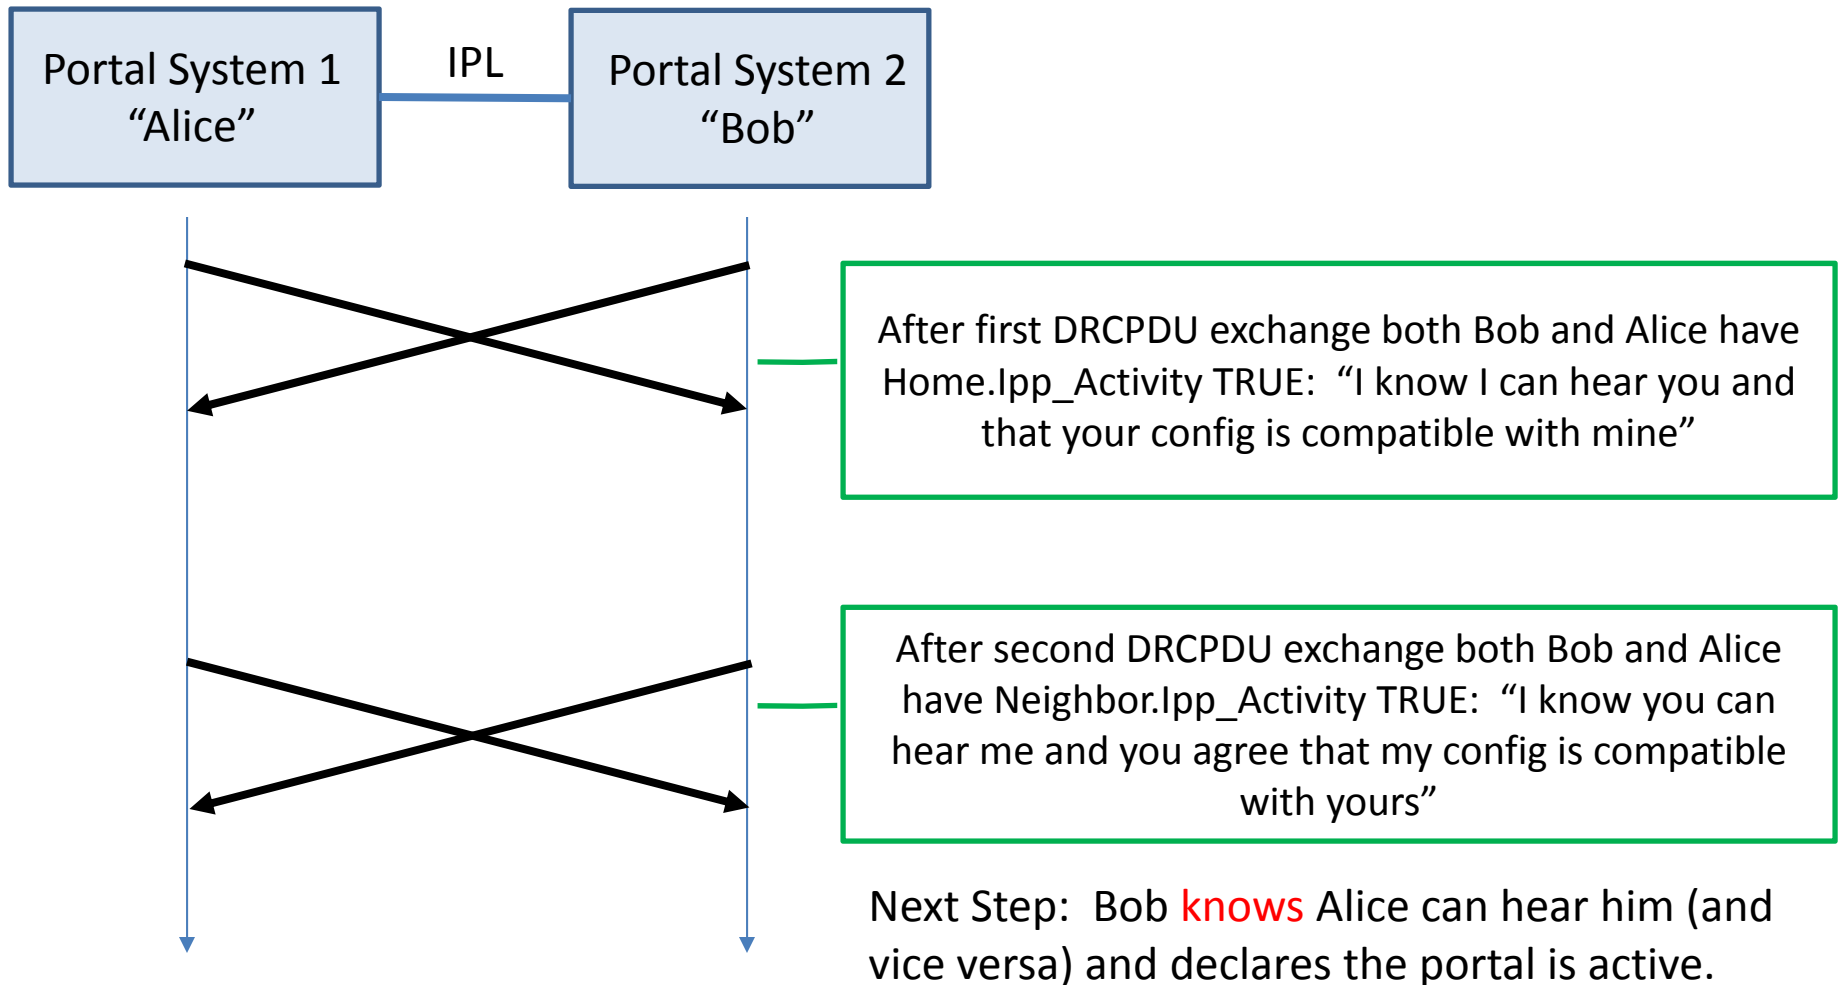 Portal System 1
“Alice”
IPL
Portal System 2
“Bob”
After first DRCPDU exchange both Bob and Alice have
Home.Ipp_Activity TRUE:  “I know I can hear you and
that your config is compatible with mine”
After second DRCPDU exchange both Bob and Alice
have Neighbor.Ipp_Activity TRUE:  “I know you can
hear me and you agree that my config is compatible
with yours”
Next Step:  Bob knows Alice can hear him (and
vice versa) and declares the portal is active.